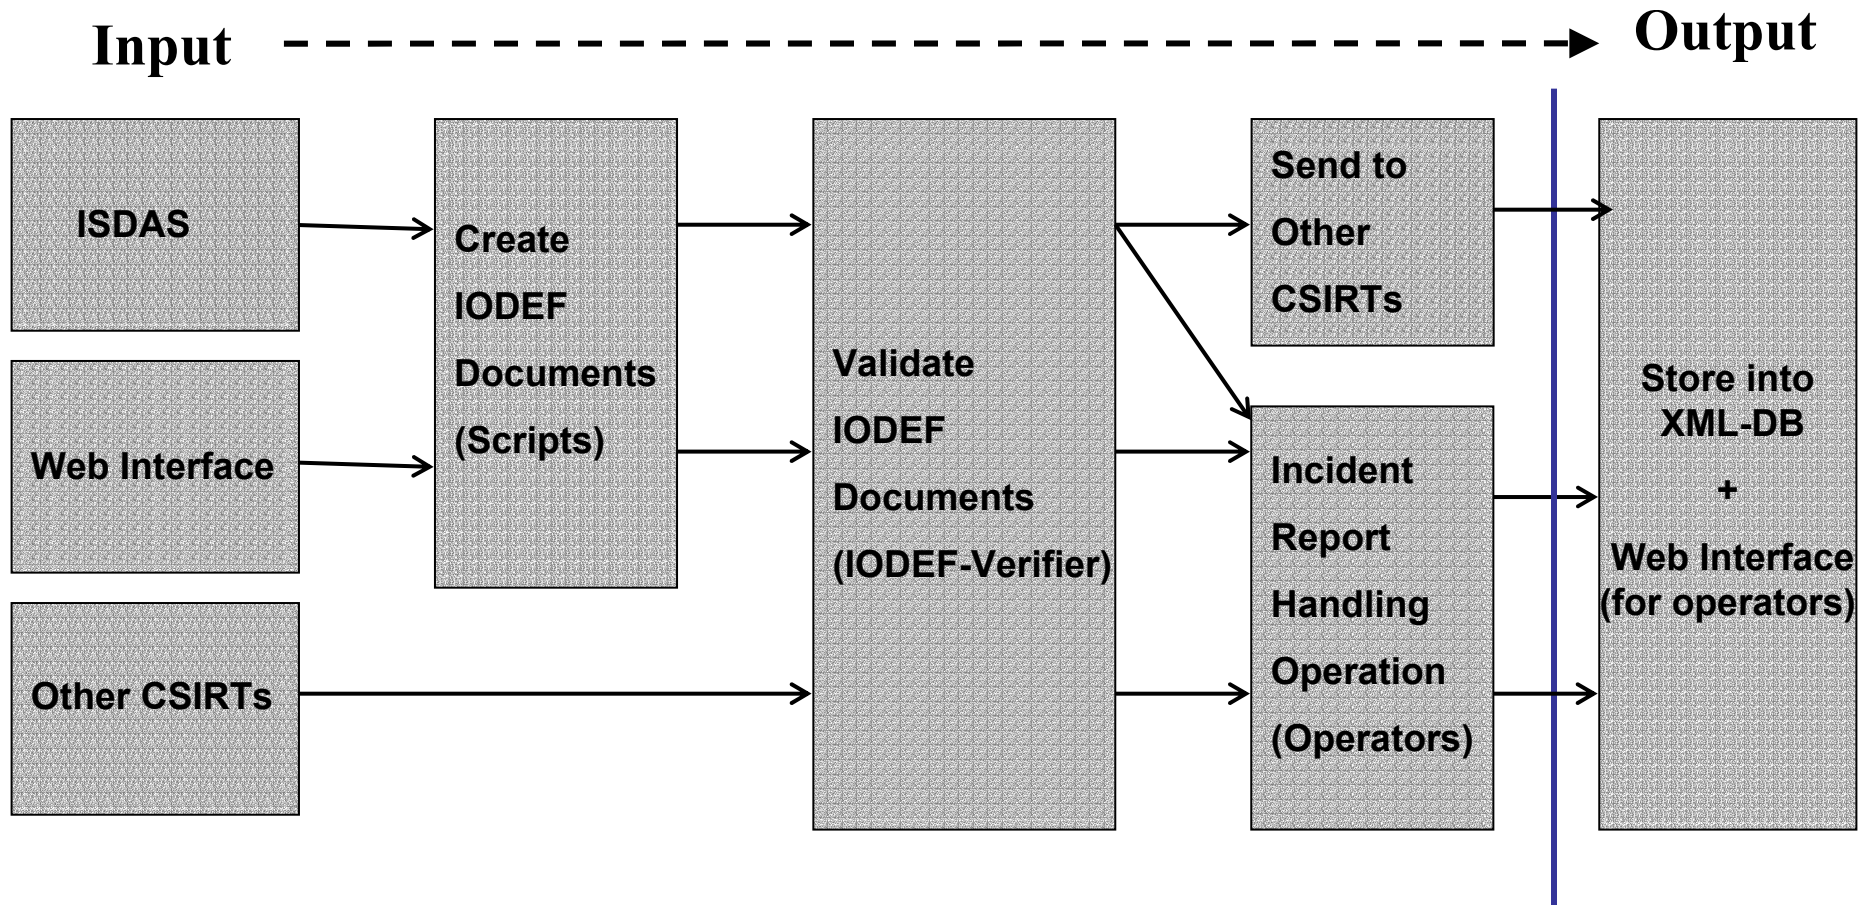 Input
Output
ISDAS
Web Interface
Other CSIRTs
Create
IODEF
Documents
(Scripts)
Validate
IODEF
Documents
(IODEF-Verifier)
Send to
Other
CSIRTs
Incident
Report
Handling
Operation
(Operators)
Store into
XML-DB
+
Web Interface
(for operators)